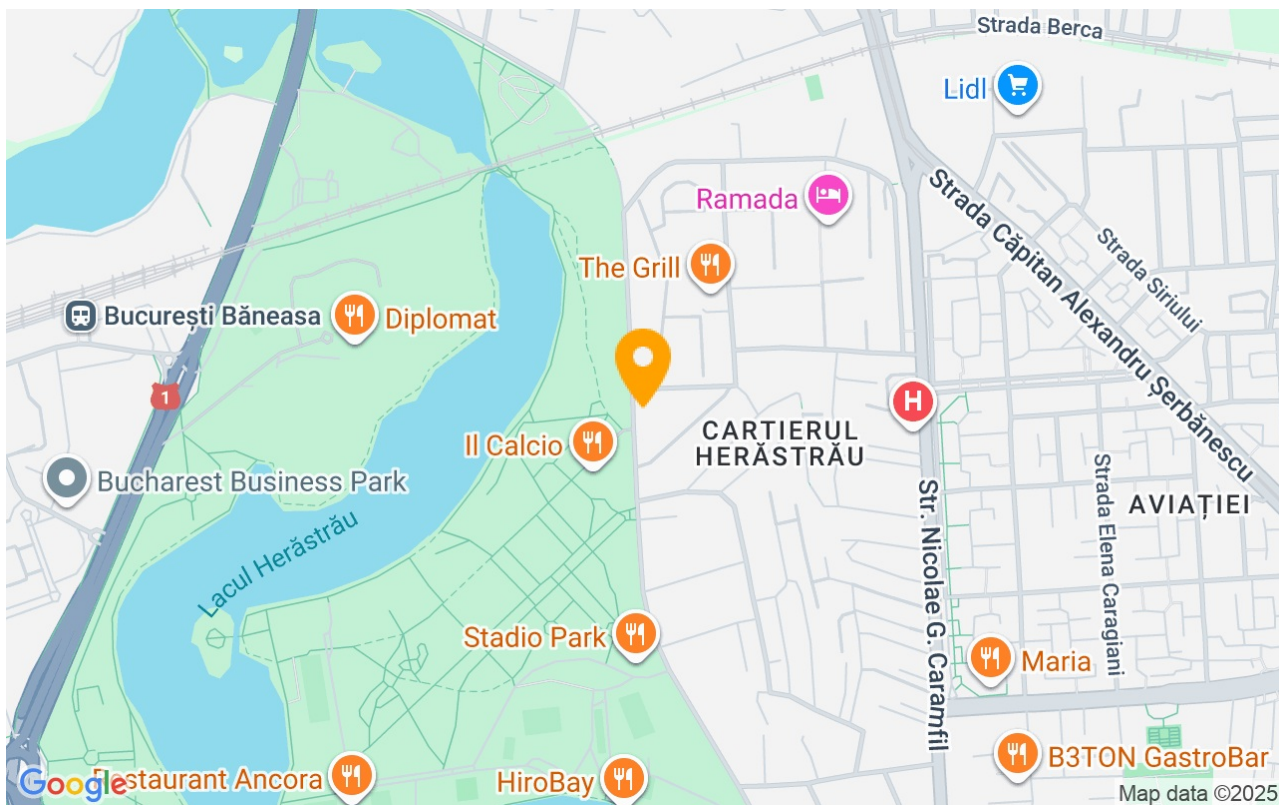 Strada Berca
Lidl
Strada Căpitan Alexandru Șerbănescu
Strada Siriului
Ramada
The Grill
București Băneasa
Diplomat
1
H
Il Calcio
CARTIERUL
HERĂSTRĂU
Bucharest Business Park
Lacul Herăstrău
Str. Nicolae G. Caramfil
Strada Elena Caragiani
AVIAȚIEI
Stadio Park
Maria
B3TON GastroBar
Google
Restaurant Ancora
HiroBay
Map data ©2025